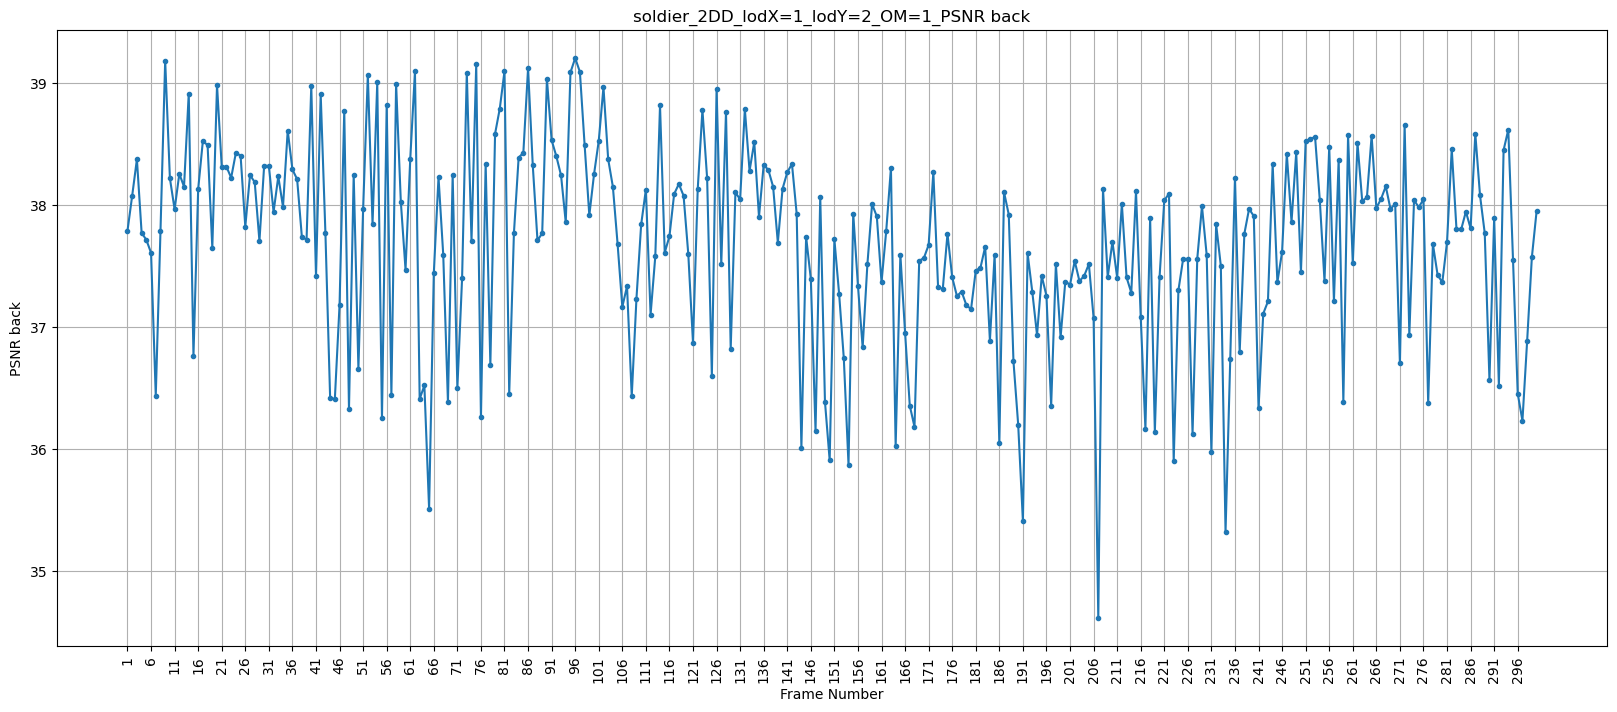 soldier_2DD_lodX=1_lodY=2_OM=1_PSNR back
PSNR back
39
38
37
36
35
1 6 11 16 21 26 31 36 41 46 51 56 61 66 71 76 81 86 91 96 101 106 111 116 121 126 131 136 141 146 151 156 161 166 171 176 181 186 191 196 201 206 211 216 221 226 231 236 241 246 251 256 261 266 271 276 281 286 291 296
Frame Number